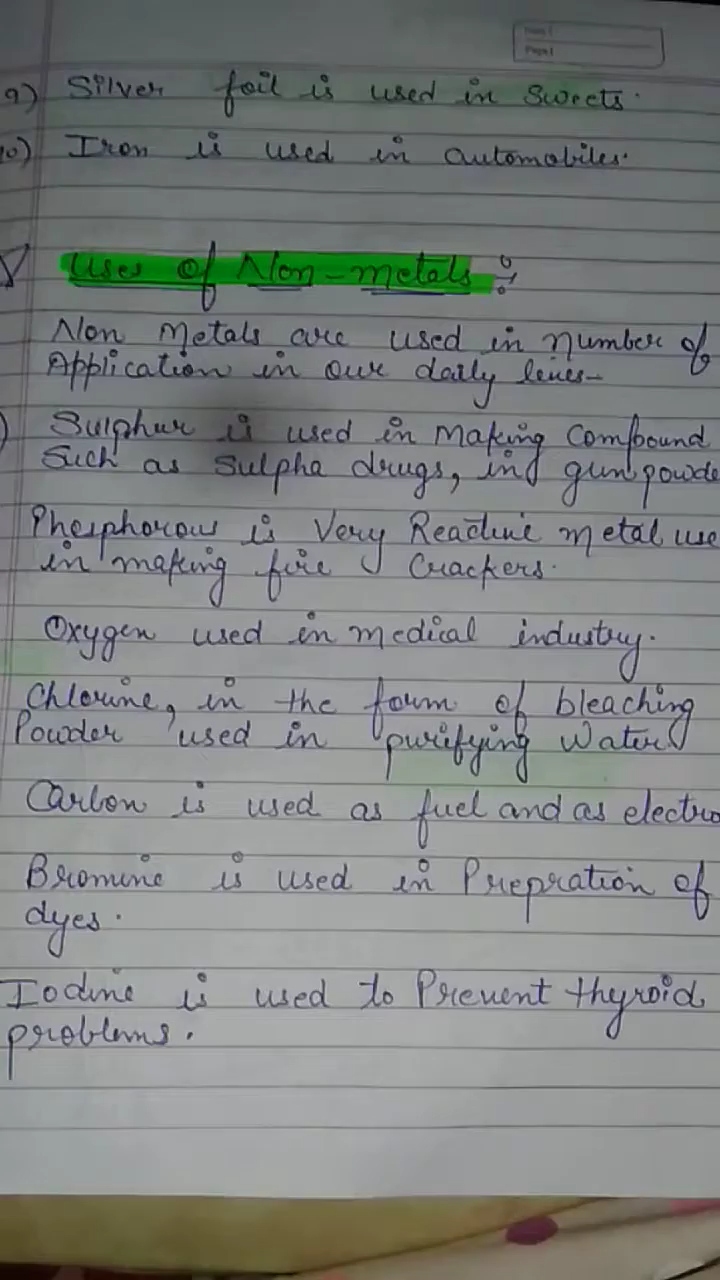 9) Silver foil is used in Sweets.
10) Iron is used in automobiles.
Uses of Non-metals :-
Non Metals are used in number of
Application in our daily lives-
) Sulphur is used in Making Compound
Such as Sulpha drugs, in gun powde
Phosphorous is Very Reactive metal use
in making fire Crackers.
Oxygen used in medical industry.
Chlorine, in the form of bleaching
Powder used in purifying Water
Carbon is used as fuel and as electro
Bromine is used in Prepration of
dyes.
Iodine is used to Prevent thyroid
problems.